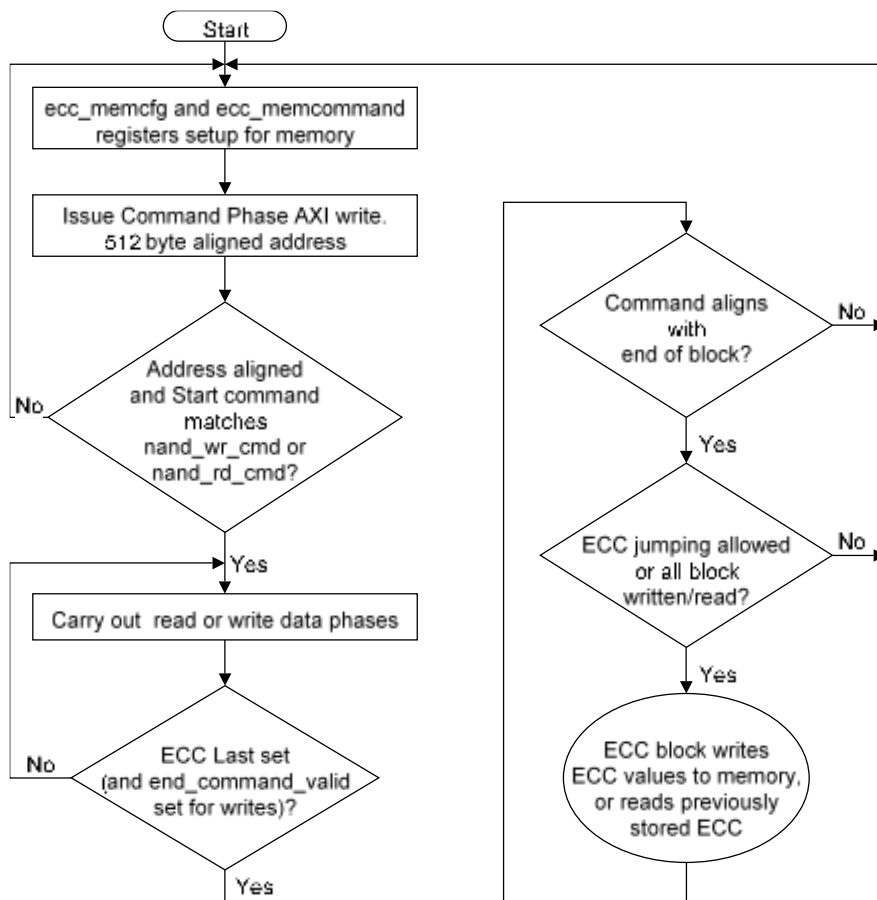 Start
ecc_memcfg and ecc_memcommand
registers setup for memory
Issue Command Phase AXI write.
512 byte aligned address
Address aligned
and Start command
matches
nand_wr_cmd or
nand_rd_cmd?
No
Yes
Carry out read or write data phases
ECC Last set
(and end_command_valid
set for writes)?
No
Yes
Command aligns
with
end of block?
No
Yes
ECC jumping allowed
or all block
written/read?
No
Yes
ECC block writes
ECC values to memory,
or reads previously
stored ECC